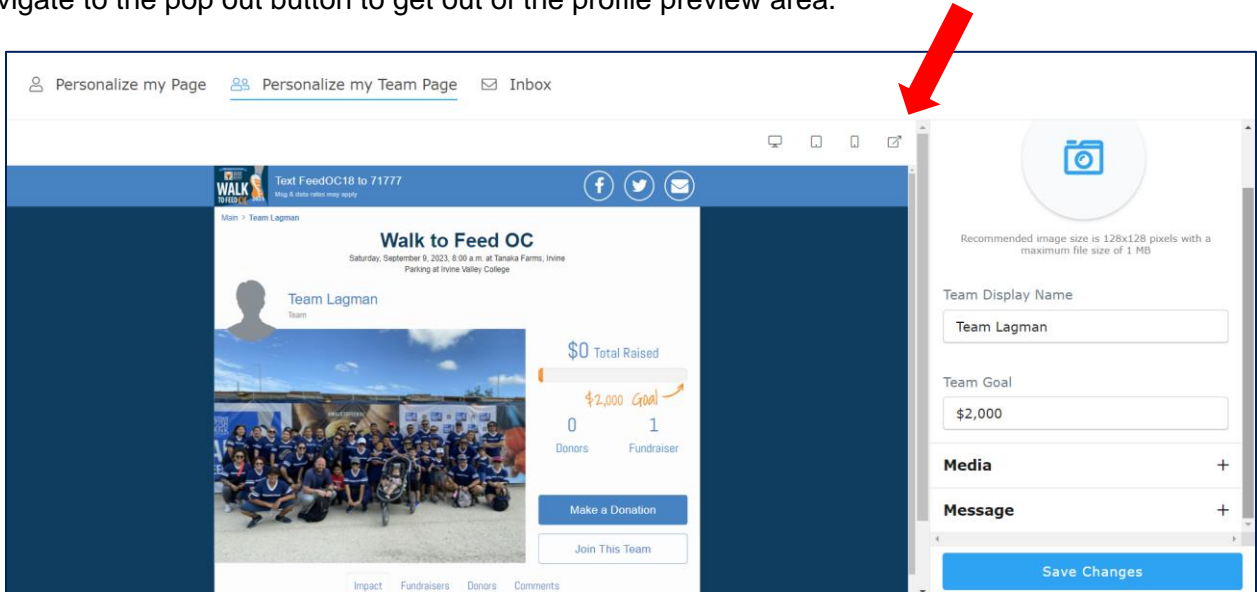 vigate to the pop out button to get out of the profile preview area.
Personalize my Page Personalize my Team Page Inbox
WALK
TO FEED OC
Text FeedOC18 to 71777
Msg & data rates may apply
Main > Team Lagman
Walk to Feed OC
Saturday, September 9, 2023, 8:00 a.m. at Tanaka Farms, Irvine
Parking at Irvine Valley College
Team Lagman
Team
$0 Total Raised
$2,000 Goal
0 1
Donors Fundraiser
Make a Donation
Join This Team
Impact Fundraisers Donors Comments
Recommended image size is 128x128 pixels with a
maximum file size of 1 MB
Team Display Name
Team Lagman
Team Goal
$2,000
Media +
Message +
Save Changes